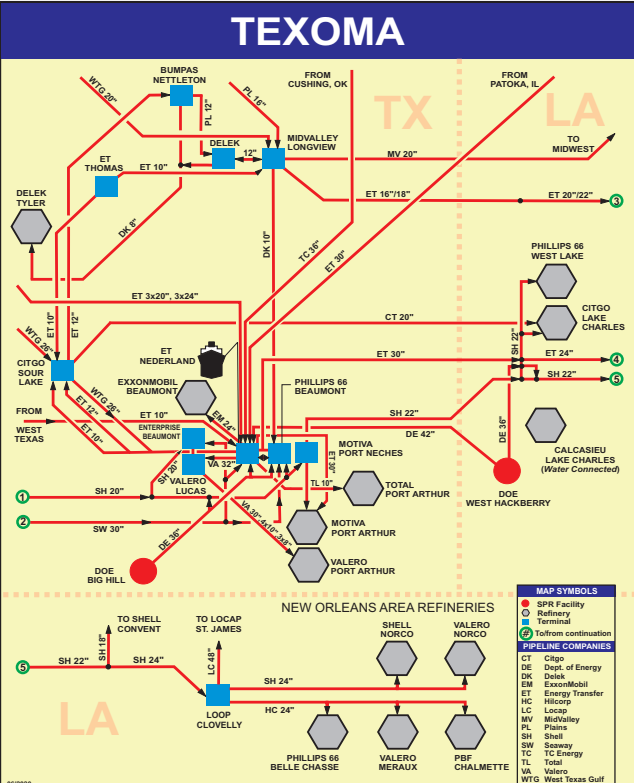 TEXOMA
BUMPAS
NETTLETON
FROM
CUSHING, OK
FROM
PATOKA, IL
TX
LA
WTG 20"
PL 16"
PL 12"
TO
MIDWEST
DELEK
12"
MIDVALLEY
LONGVIEW
MV 20"
ET
THOMAS
ET 10"
ET 16"/18"
ET 20"/22"
3
DELEK
TYLER
DK 8"
DK 10"
TC 36"
ET 30"
PHILLIPS 66
WEST LAKE
ET 3x20", 3x24"
ET 10"
ET 12"
CT 20"
CITGO
LAKE
CHARLES
WTG 26"
SH 22"
ET
NEDERLAND
ET 30"
ET 24"
4
CITGO
SOUR
LAKE
EXXONMOBIL
BEAUMONT
PHILLIPS 66
BEAUMONT
SH 22"
5
WTG 26"
ET 12"
FROM
WEST
TEXAS
ET 10"
ET 10"
EM 24"
SH 22"
DE 42"
DE 36"
ENTERPRISE
BEAUMONT
CALCASIEU
LAKE CHARLES
(Water Connected)
MOTIVA
PORT NECHES
VA 32"
SH 20"
ET 30"
VALERO
LUCAS
TL 10"
TOTAL
PORT ARTHUR
DOE
WEST HACKBERRY
1
SH 20"
2
SW 30"
VA 30" 4x10" 3x8"
MOTIVA
PORT ARTHUR
DE 36"
DOE
BIG HILL
VALERO
PORT ARTHUR
NEW ORLEANS AREA REFINERIES
TO SHELL
CONVENT
TO LOCAP
ST. JAMES
SHELL
NORCO
VALERO
NORCO
SH 18"
LC 48"
5
SH 22"
SH 24"
SH 24"
HC 24"
LOOP
CLOVELLY
LA
PHILLIPS 66
BELLE CHASSE
VALERO
MERAUX
PBF
CHALMETTE
MAP SYMBOLS
SPR Facility
Refinery
Terminal
# To/from continuation
PIPELINE COMPANIES
CT Citgo
DE Dept. of Energy
DK Delek
EM ExxonMobil
ET Energy Transfer
HC Hilcorp
LC Locap
MV MidValley
PL Plains
SH Shell
SW Seaway
TC TC Energy
TL Total
VA Valero
WTG West Texas Gulf